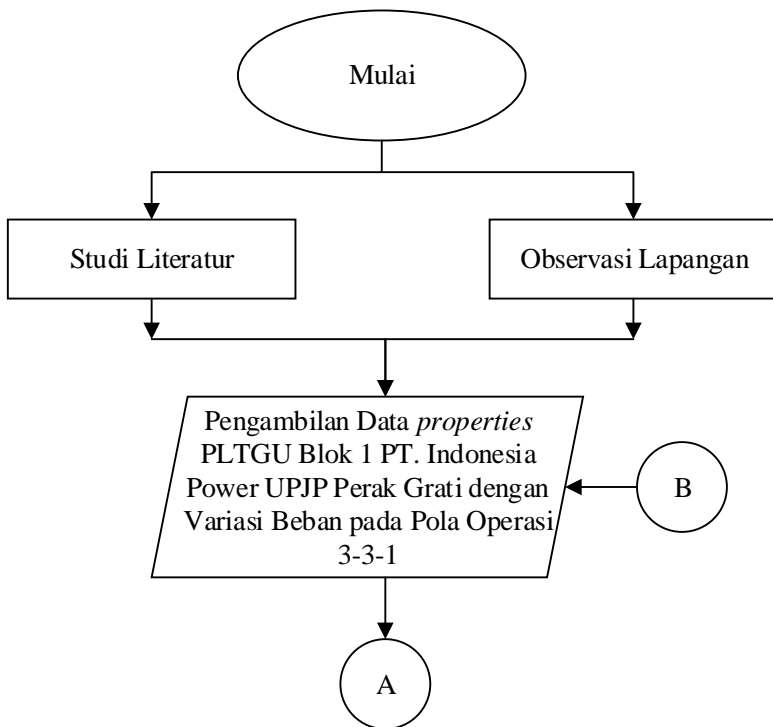 Mulai
Studi Literatur
Observasi Lapangan
Pengambilan Data properties
PLTGU Blok 1 PT. Indonesia
Power UPJP Perak Grati dengan
Variasi Beban pada Pola Operasi
3-3-1
B
A